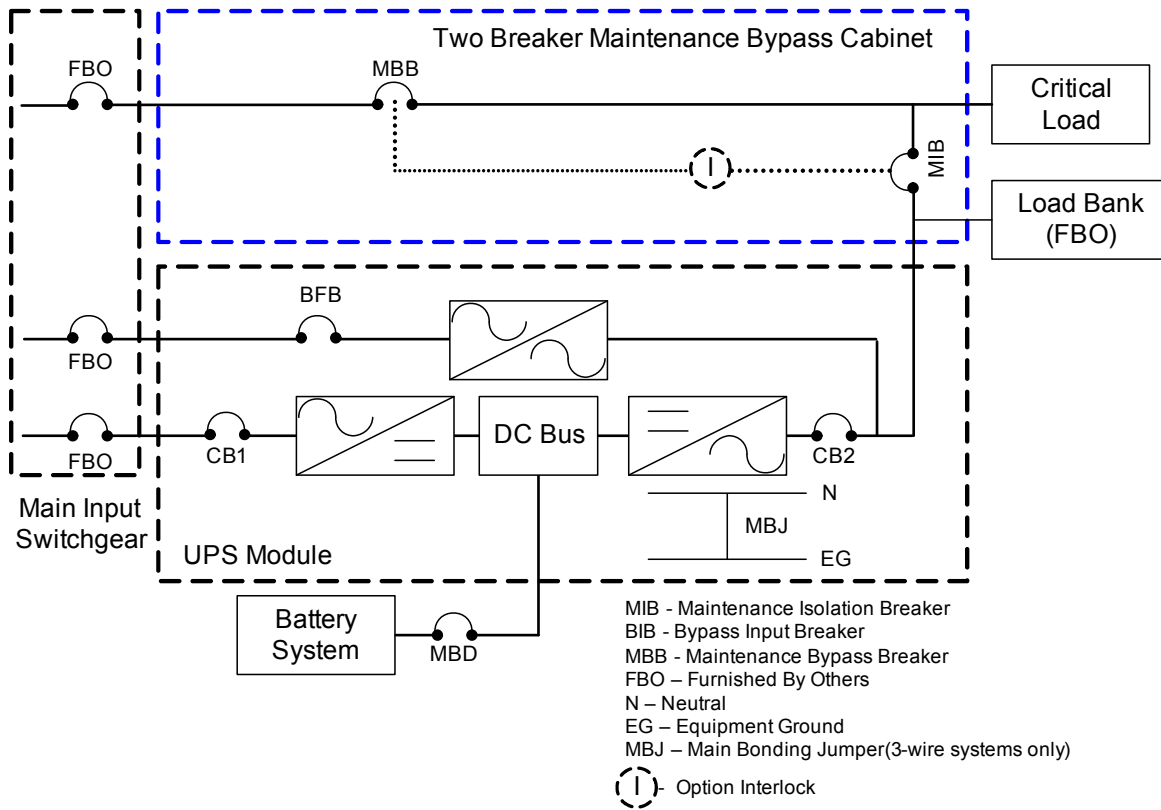 Two Breaker Maintenance Bypass Cabinet
FBO
MBB
Critical
Load
I
MIB
Load Bank
(FBO)
BFB
FBO
FBO
CB1
DC Bus
CB2
N
MBJ
EG
Main Input
Switchgear
UPS Module
Battery
System
MBD
MIB - Maintenance Isolation Breaker
BIB - Bypass Input Breaker
MBB - Maintenance Bypass Breaker
FBO – Furnished By Others
N – Neutral
EG – Equipment Ground
MBJ – Main Bonding Jumper(3-wire systems only)
I - Option Interlock